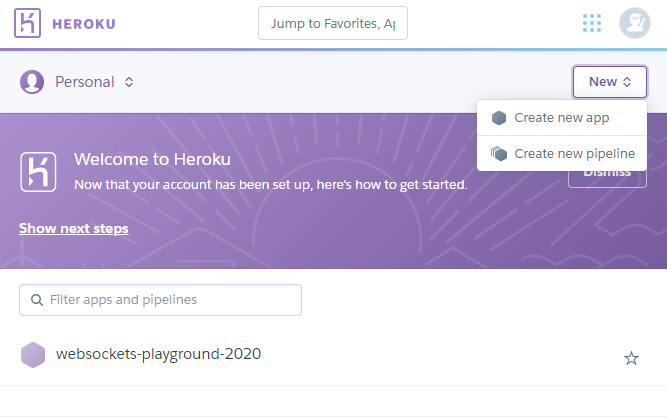 HEROKU
Jump to Favorites, Ap
Personal
New
Create new app
Create new pipeline
Welcome to Heroku
Now that your account has been set up, here's how to get started.
Dismiss
Show next steps
Filter apps and pipelines
websockets-playground-2020